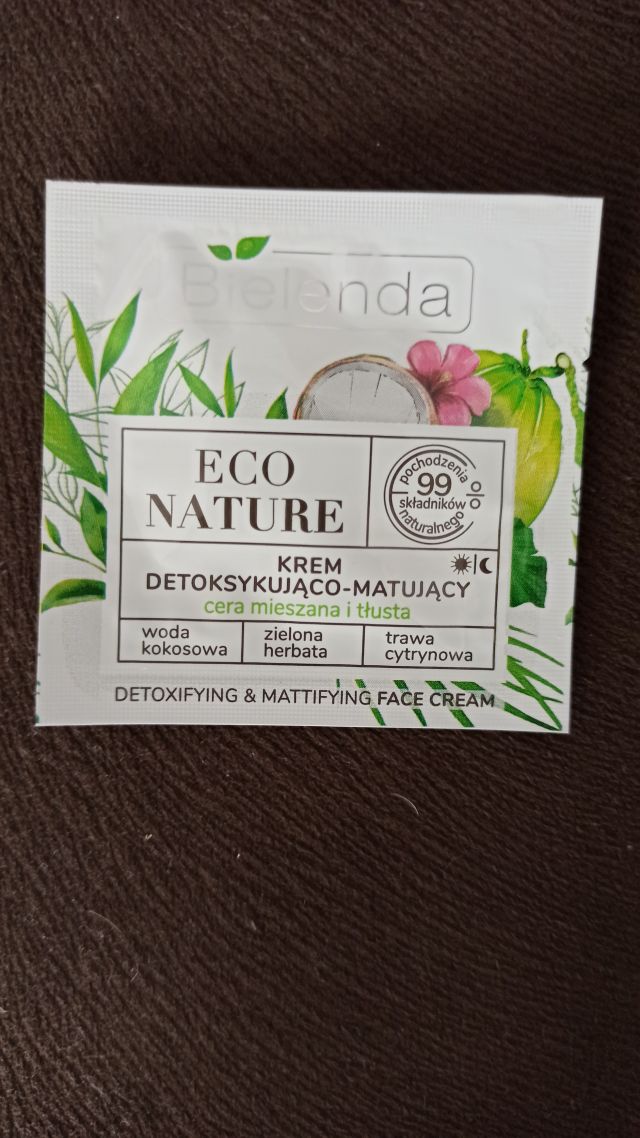 Bielenda
ECO
NATURE
99 %
składników
pochodzenia
naturalnego
KREM
DETOKSYKUJĄCO-MATUJĄCY
cera mieszana i tłusta
woda
kokosowa
zielona
herbata
trawa
cytrynowa
DETOXIFYING & MATTIFYING FACE CREAM